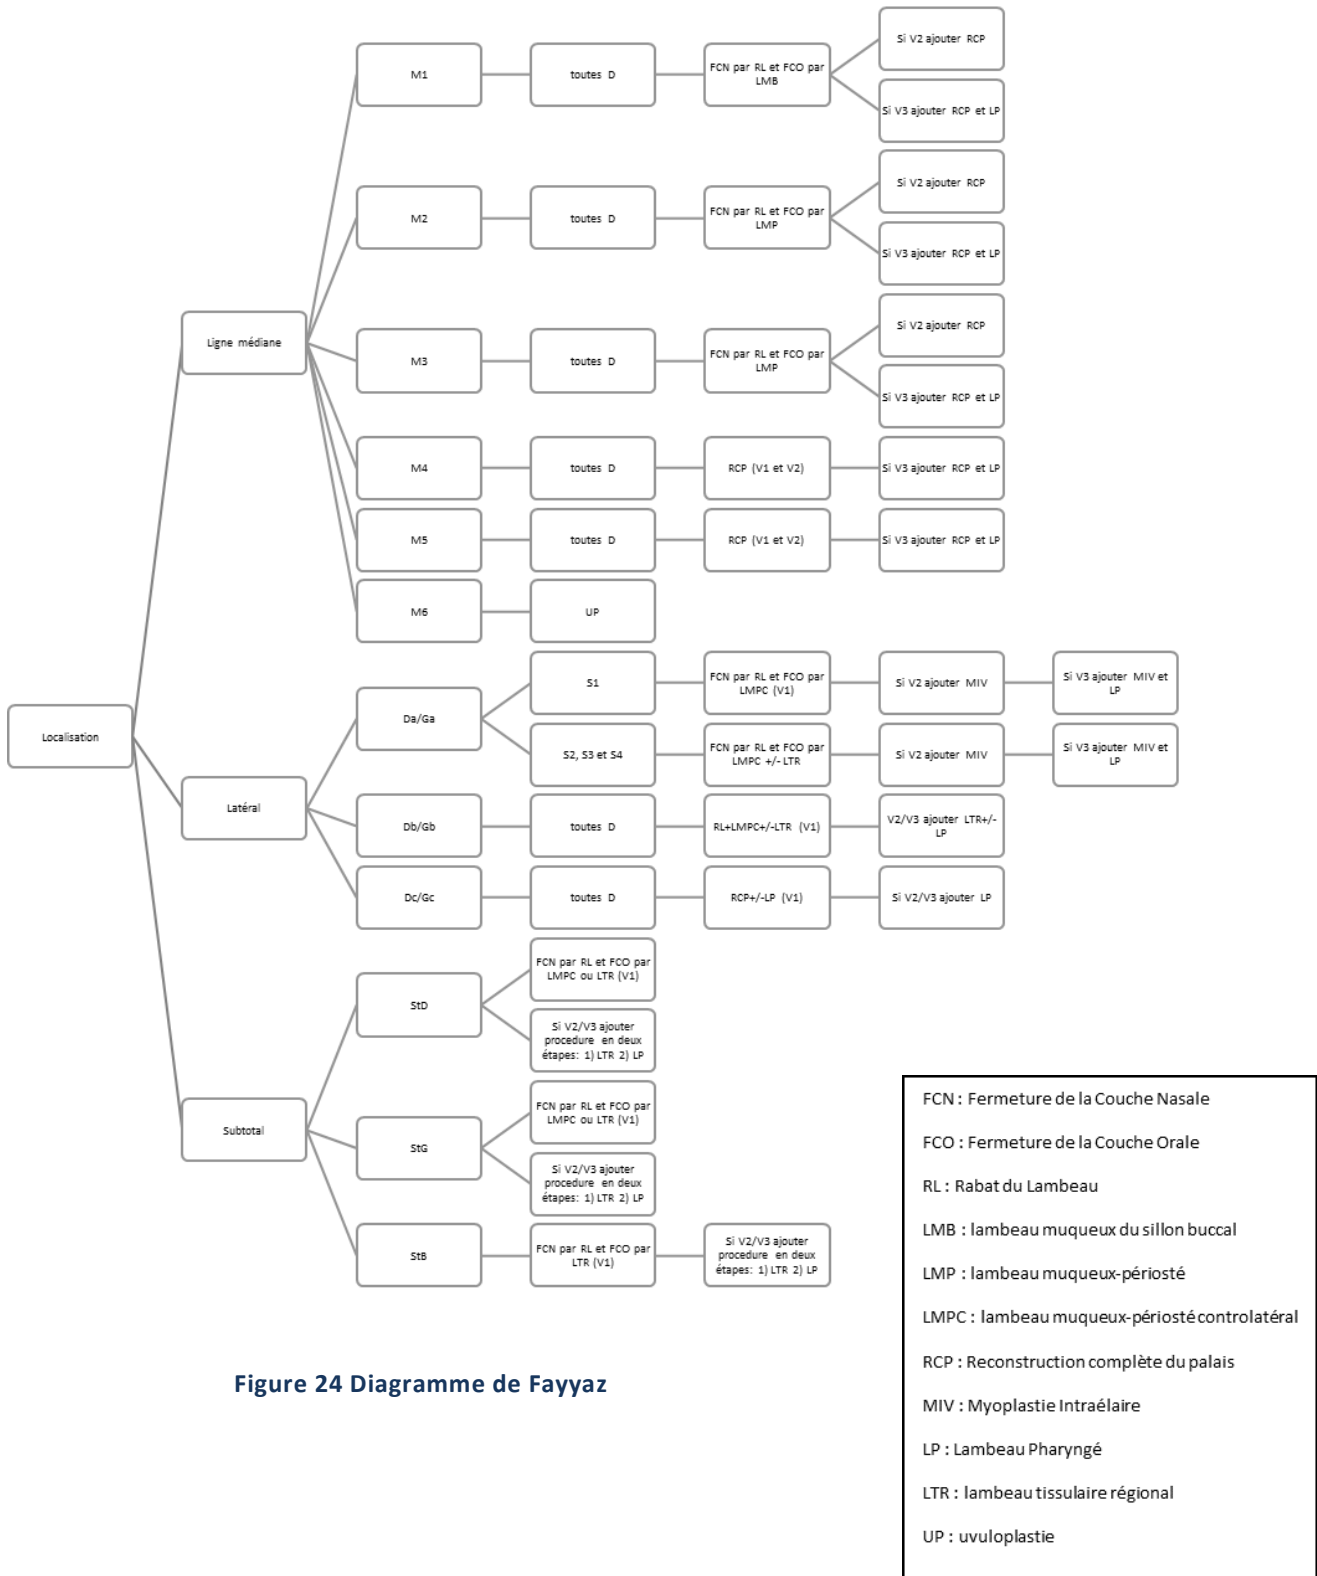 Localisation
Ligne médiane
M1
toutes D
FCN par RL et FCO par
LMB
Si V2 ajouter RCP
Si V3 ajouter RCP et LP
M2
toutes D
FCN par RL et FCO par
LMP
Si V2 ajouter RCP
Si V3 ajouter RCP et LP
M3
toutes D
FCN par RL et FCO par
LMP
Si V2 ajouter RCP
Si V3 ajouter RCP et LP
M4
toutes D
RCP (V1 et V2)
Si V3 ajouter RCP et LP
M5
toutes D
RCP (V1 et V2)
Si V3 ajouter RCP et LP
M6
UP
Latéral
Da/Ga
S1
FCN par RL et FCO par
LMPC (V1)
Si V2 ajouter MIV
Si V3 ajouter MIV et
LP
S2, S3 et S4
FCN par RL et FCO par
LMPC +/- LTR
Si V2 ajouter MIV
Si V3 ajouter MIV et
LP
Db/Gb
toutes D
RL+LMPC+/-LTR (V1)
V2/V3 ajouter LTR+/-
LP
Dc/Gc
toutes D
RCP+/-LP (V1)
Si V2/V3 ajouter LP
Subtotal
StD
FCN par RL et FCO par
LMPC ou LTR (V1)
Si V2/V3 ajouter
procedure en deux
étapes: 1) LTR 2) LP
StG
FCN par RL et FCO par
LMPC ou LTR (V1)
Si V2/V3 ajouter
procedure en deux
étapes: 1) LTR 2) LP
StB
FCN par RL et FCO par
LTR (V1)
Si V2/V3 ajouter
procedure en deux
étapes: 1) LTR 2) LP
Figure 24 Diagramme de Fayyaz
FCN : Fermeture de la Couche Nasale
FCO : Fermeture de la Couche Orale
RL : Rabat du Lambeau
LMB : lambeau muqueux du sillon buccal
LMP : lambeau muqueux-périosté
LMPC : lambeau muqueux-périosté controlatéral
RCP : Reconstruction complète du palais
MIV : Myoplastie Intraélaire
LP : Lambeau Pharyngé
LTR : lambeau tissulaire régional
UP : uvuloplastie